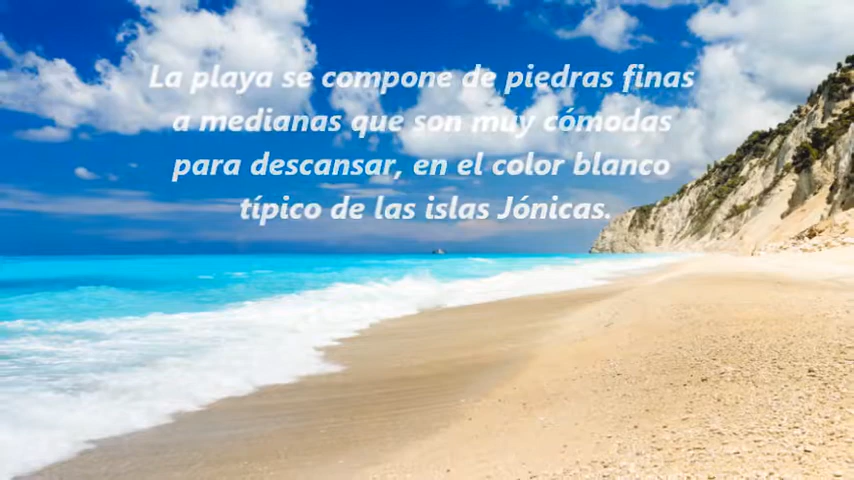 La playa se compone de piedras finas
a medianas que son muy cómodas
para descansar, en el color blanco
típico de las islas Jónicas.